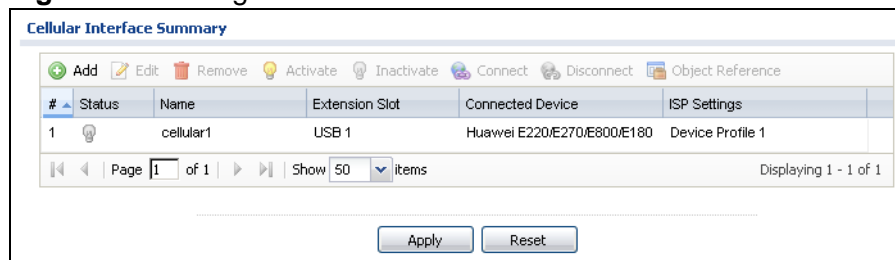 Cellular Interface Summary
Add Edit Remove Activate Inactivate Connect Disconnect Object Reference
# Status Name Extension Slot Connected Device ISP Settings
1 cellular1 USB 1 Huawei E220/E270/E800/E180 Device Profile 1
Page 1 of 1 Show 50 items Displaying 1 - 1 of 1
Apply Reset